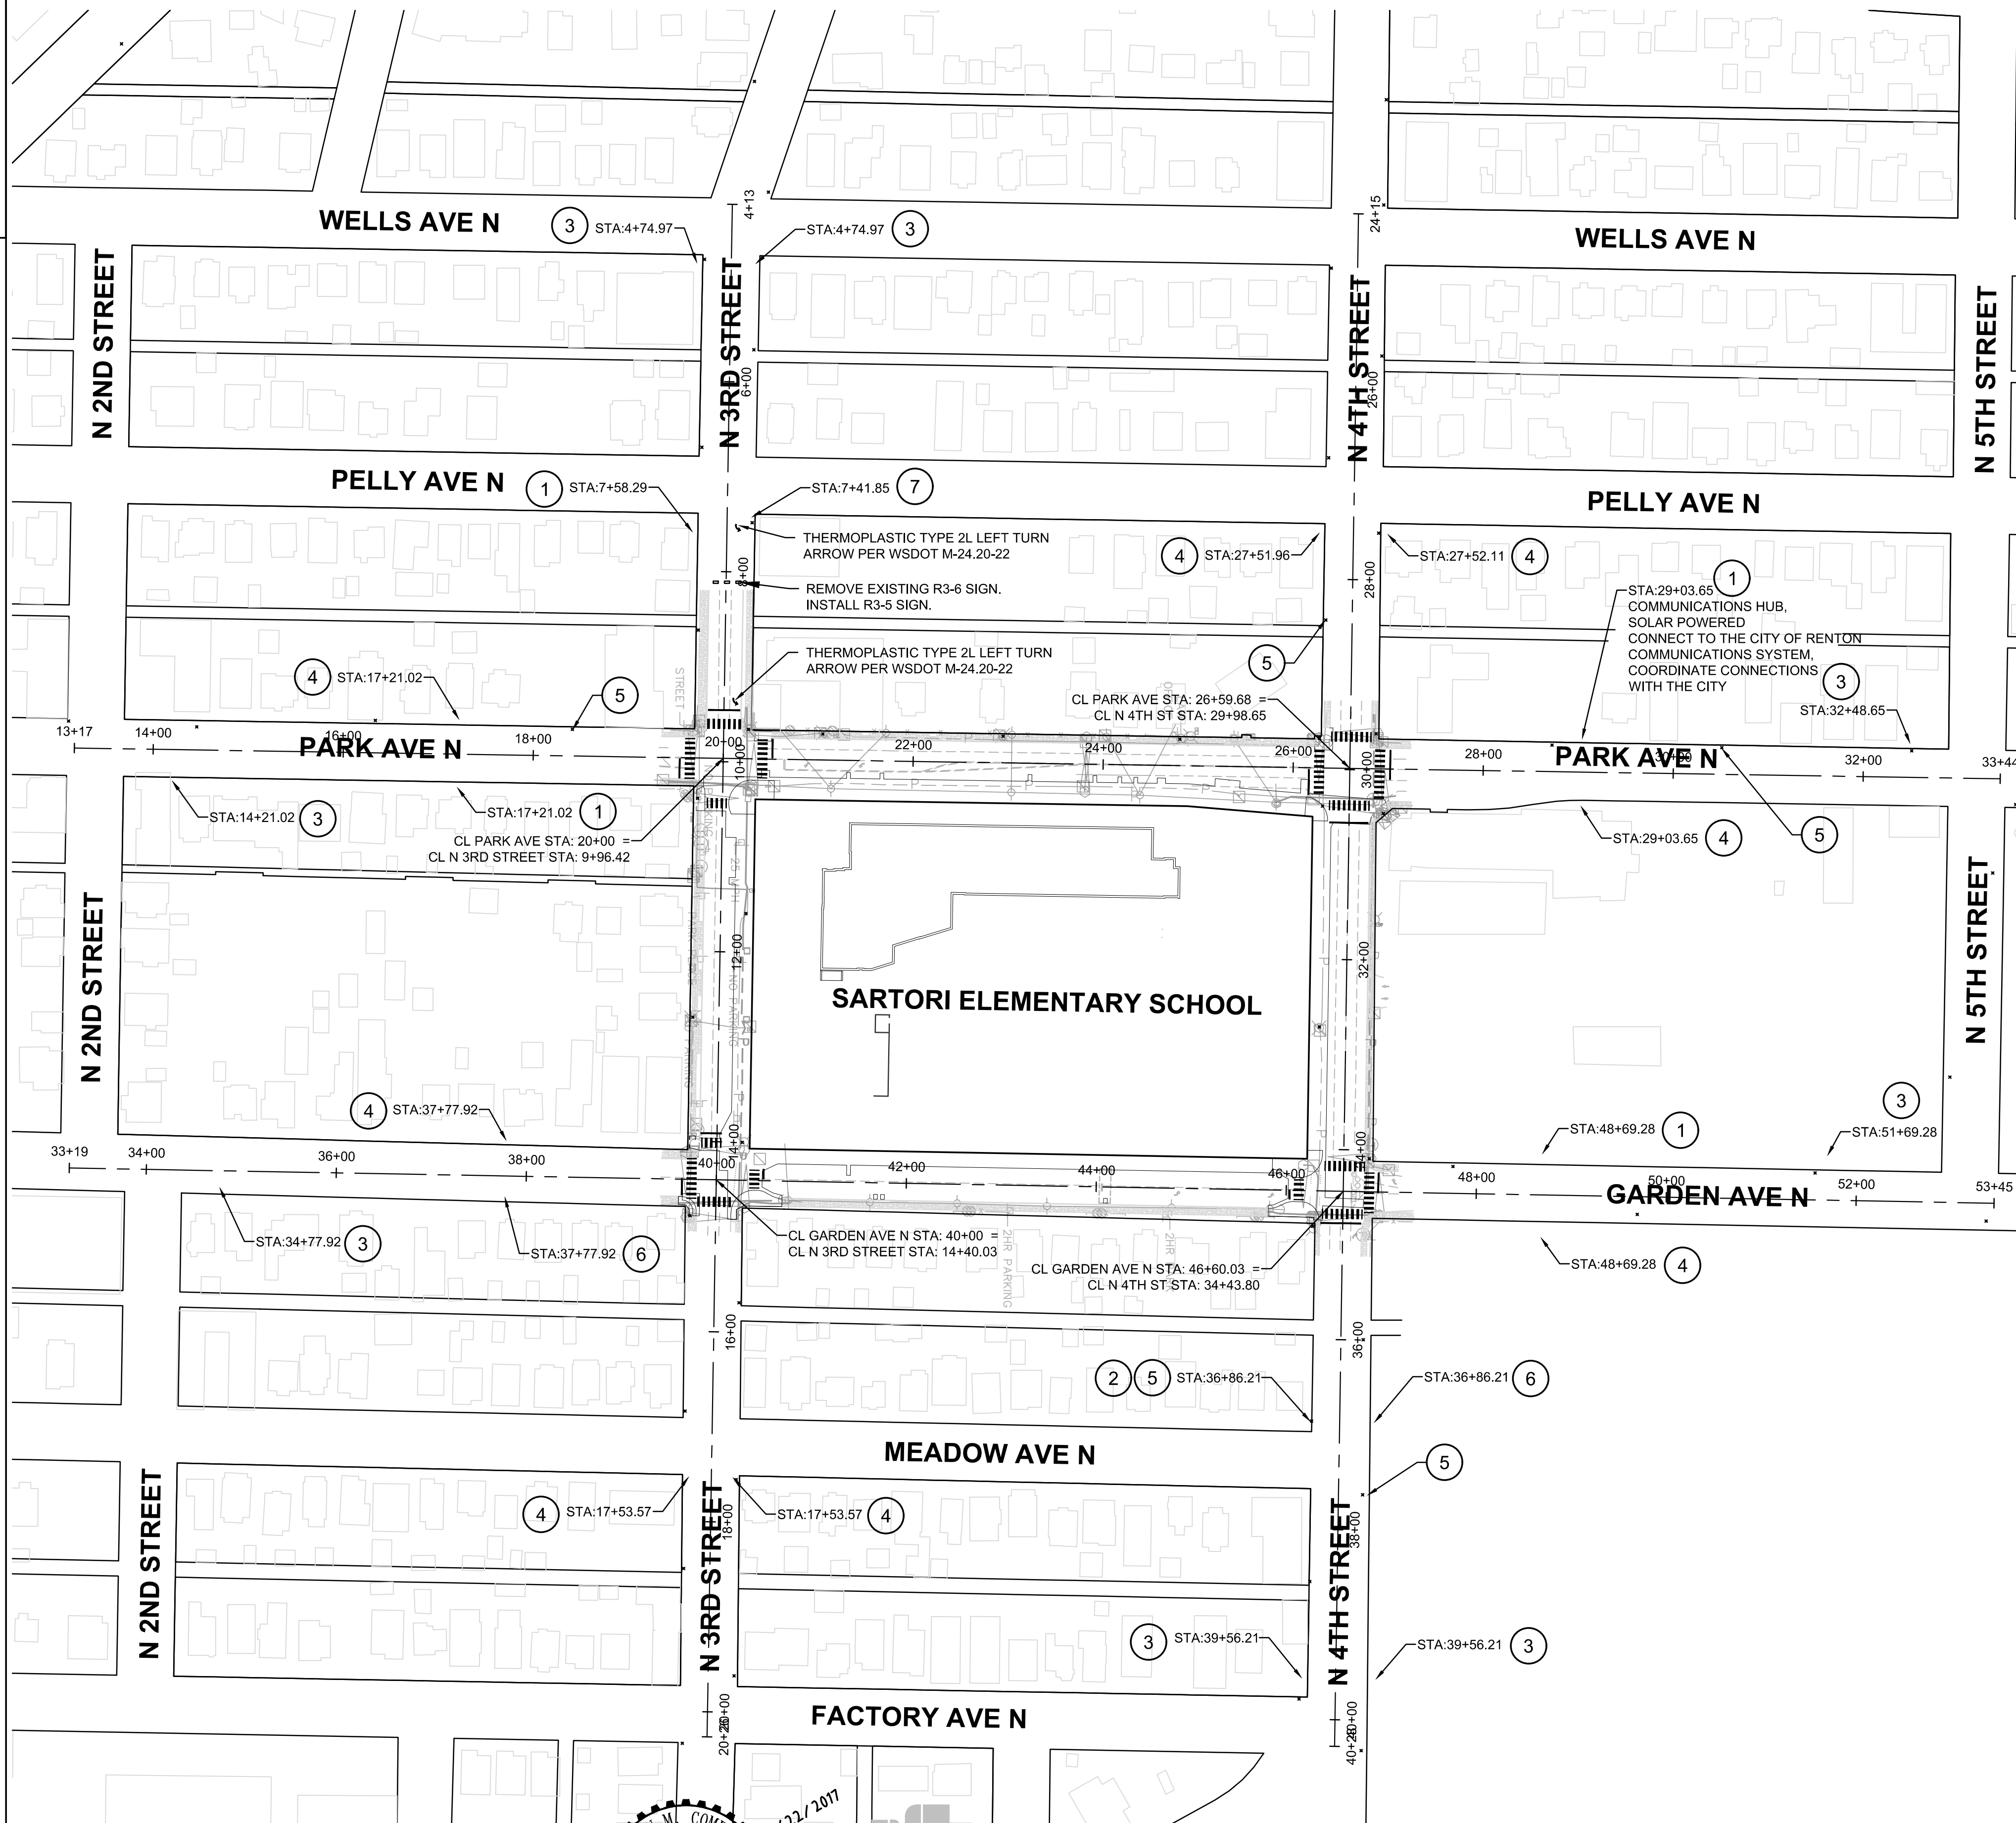 4+13
24+15
WELLS AVE N
3
STA:4+74.97
STA:4+74.97
3
WELLS AVE N
N 2ND STREET
N 3RD STREET
6+00
N 4TH STREET
26+00
N 5TH STREET
PELLY AVE N
1
STA:7+58.29
STA:7+41.85
7
PELLY AVE N
THERMOPLASTIC TYPE 2L LEFT TURN
ARROW PER WSDOT M-24.20-22
4
STA:27+51.96
STA:27+52.11
4
8+00
28+00
REMOVE EXISTING R3-6 SIGN.
INSTALL R3-5 SIGN.
1
STA:29+03.65
COMMUNICATIONS HUB,
SOLAR POWERED
CONNECT TO THE CITY OF RENTON
COMMUNICATIONS SYSTEM,
COORDINATE CONNECTIONS
WITH THE CITY
THERMOPLASTIC TYPE 2L LEFT TURN
ARROW PER WSDOT M-24.20-22
5
4
STA:17+21.02
5
STREET
CL PARK AVE STA: 26+59.68 =
CL N 4TH ST STA: 29+98.65
3
STA:32+48.65
13+17
14+00
16+00
PARK AVE N
18+00
20+00
10+00
22+00
24+00
26+00
30+00
28+00
PARK AVE N
30+00
32+00
33+44
STA:14+21.02
3
STA:17+21.02
1
CL PARK AVE STA: 20+00 =
CL N 3RD STREET STA: 9+96.42
STA:29+03.65
4
5
25 MPH
N 2ND STREET
12+00
NO PARKING
32+00
SARTORI ELEMENTARY SCHOOL
N 5TH STREET
4
STA:37+77.92
STA:48+69.28
1
3
STA:51+69.28
33+19
34+00
36+00
38+00
40+00
14+00
42+00
44+00
46+00
48+00
50+00
GARDEN AVE N
52+00
53+45
STA:34+77.92
3
STA:37+77.92
6
CL GARDEN AVE N STA: 40+00 =
CL N 3RD STREET STA: 14+40.03
2HR PARKING
CL GARDEN AVE N STA: 46+60.03 =
CL N 4TH ST STA: 34+43.80
STA:48+69.28
4
16+00
36+00
2
5
STA:36+86.21
STA:36+86.21
6
MEADOW AVE N
5
N 2ND STREET
4
STA:17+53.57
N 3RD STREET
18+00
STA:17+53.57
4
N 4TH STREET
38+00
3
STA:39+56.21
STA:39+56.21
3
FACTORY AVE N